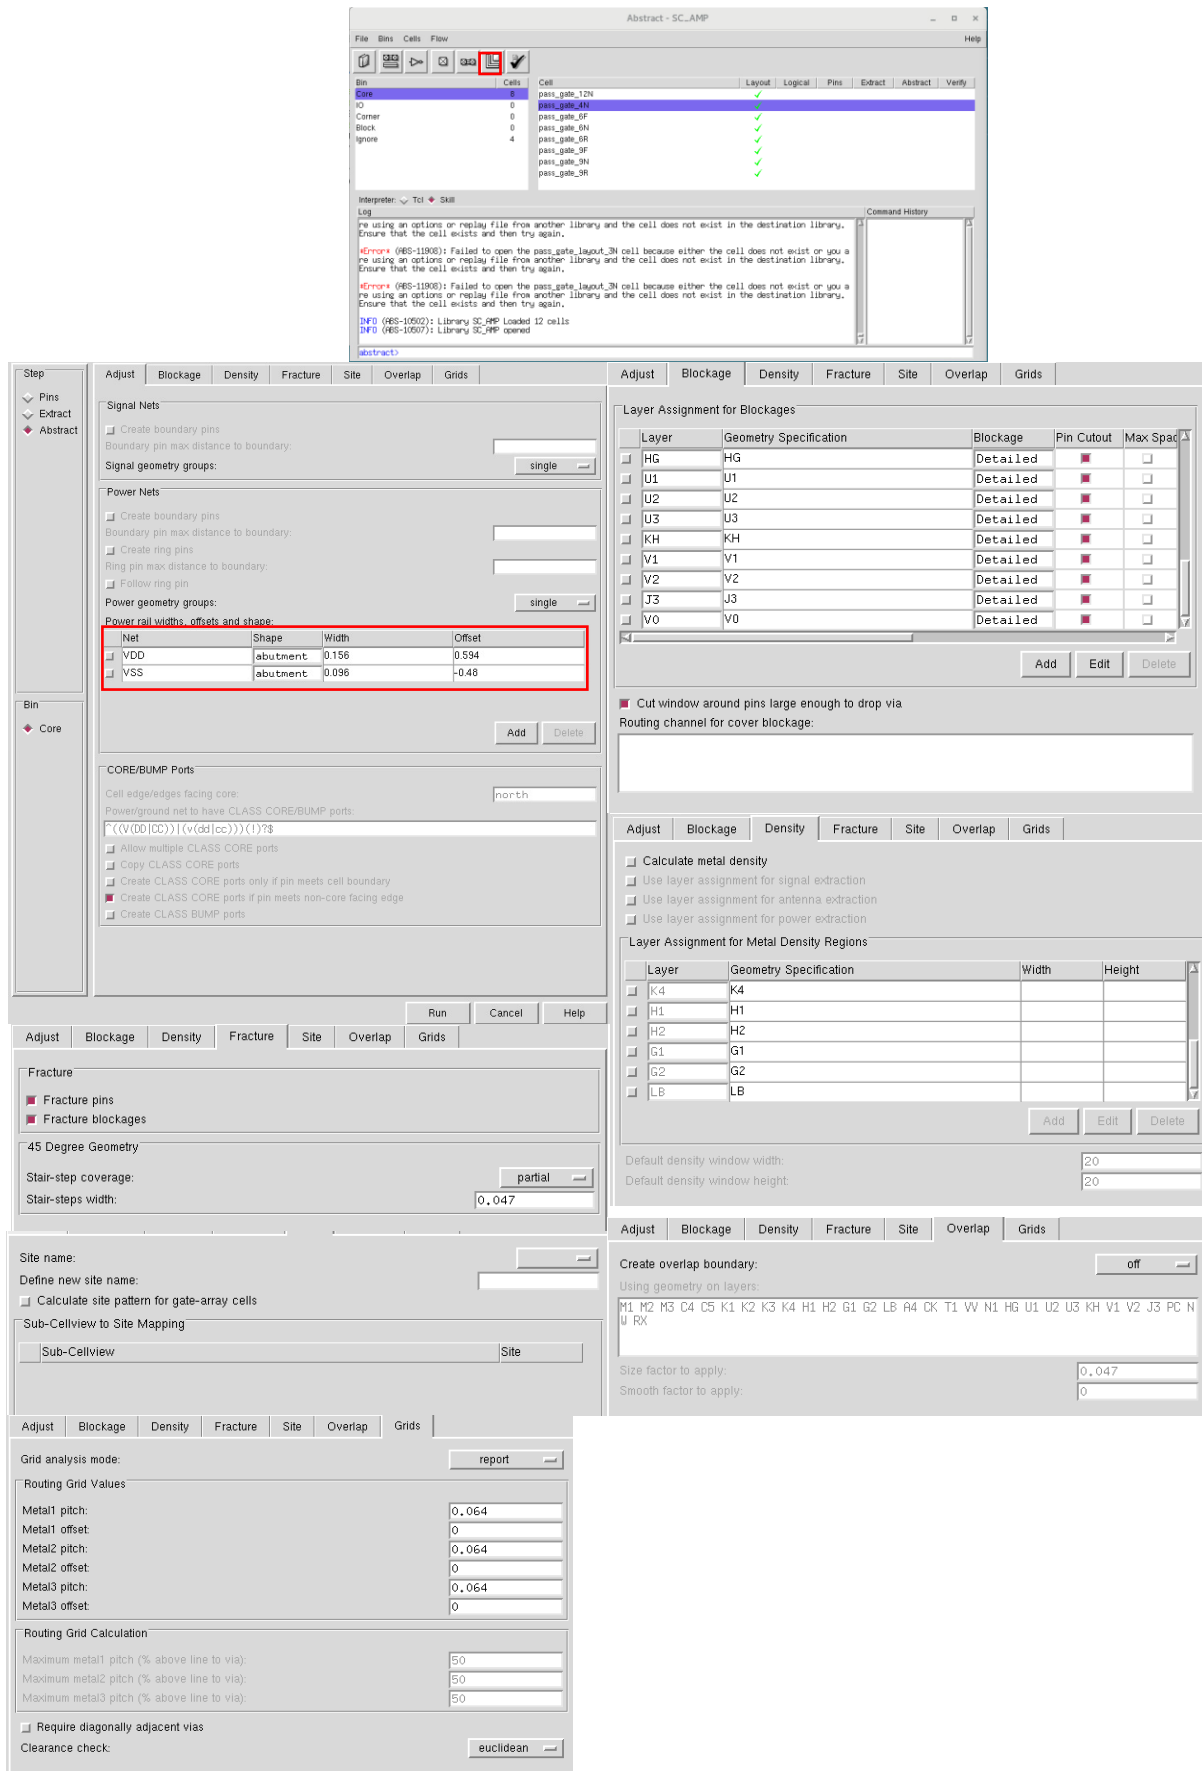 Abstract - SC_AMP
File Bins Cells Flow Help
Bin Cells
Core 8
IO 0
Corner 0
Block 0
Ignore 4
Cell Layout Logical Pins Extract Abstract Verify
pass_gate_12N
pass_gate_4N
pass_gate_6F
pass_gate_6N
pass_gate_6R
pass_gate_9F
pass_gate_9N
pass_gate_9R
Interpreter: Tcl Skill
Log
Command History
re using an options or replay file from another library and the cell does not exist in the destination library.
Ensure that the cell exists and then try again.
*Error* (ABS-11908): Failed to open the pass_gate_layout_3N cell because either the cell does not exist or you a
re using an options or replay file from another library and the cell does not exist in the destination library.
Ensure that the cell exists and then try again.
*Error* (ABS-11908): Failed to open the pass_gate_layout_3N cell because either the cell does not exist or you a
re using an options or replay file from another library and the cell does not exist in the destination library.
Ensure that the cell exists and then try again.
INFO (ABS-10502): Library SC_AMP Loaded 12 cells
INFO (ABS-10507): Library SC_AMP opened
abstract>
Step
Pins
Extract
Abstract
Bin
Core
Adjust Blockage Density Fracture Site Overlap Grids
Signal Nets
Create boundary pins
Boundary pin max distance to boundary:
Signal geometry groups: single
Power Nets
Create boundary pins
Boundary pin max distance to boundary:
Create ring pins
Ring pin max distance to boundary:
Follow ring pin
Power geometry groups: single
Power rail widths, offsets and shape:
Net Shape Width Offset
VDD abutment 0.156 0.594
VSS abutment 0.096 -0.48
Add Delete
CORE/BUMP Ports
Cell edge/edges facing core: north
Power/ground net to have CLASS CORE/BUMP ports:
^((V(DD|CC))|(v(dd|cc)))(!)?$
Allow multiple CLASS CORE ports
Copy CLASS CORE ports
Create CLASS CORE ports only if pin meets cell boundary
Create CLASS CORE ports if pin meets non-core facing edge
Create CLASS BUMP ports
Run Cancel Help
Adjust Blockage Density Fracture Site Overlap Grids
Layer Assignment for Blockages
Layer Geometry Specification Blockage Pin Cutout Max Spac
HG HG Detailed
U1 U1 Detailed
U2 U2 Detailed
U3 U3 Detailed
KH KH Detailed
V1 V1 Detailed
V2 V2 Detailed
J3 J3 Detailed
V0 V0 Detailed
Add Edit Delete
Cut window around pins large enough to drop via
Routing channel for cover blockage:
Adjust Blockage Density Fracture Site Overlap Grids
Calculate metal density
Use layer assignment for signal extraction
Use layer assignment for antenna extraction
Use layer assignment for power extraction
Layer Assignment for Metal Density Regions
Layer Geometry Specification Width Height
K4 K4
H1 H1
H2 H2
G1 G1
G2 G2
LB LB
Add Edit Delete
Default density window width: 20
Default density window height: 20
Adjust Blockage Density Fracture Site Overlap Grids
Fracture
Fracture pins
Fracture blockages
45 Degree Geometry
Stair-step coverage: partial
Stair-steps width: 0.047
Site name:
Define new site name:
Calculate site pattern for gate-array cells
Sub-Cellview to Site Mapping
Sub-Cellview Site
Adjust Blockage Density Fracture Site Overlap Grids
Create overlap boundary: off
Using geometry on layers:
M1 M2 M3 C4 C5 K1 K2 K3 K4 H1 H2 G1 G2 LB A4 CK T1 VV N1 HG U1 U2 U3 KH V1 V2 J3 PC N
W RX
Size factor to apply: 0.047
Smooth factor to apply: 0
Adjust Blockage Density Fracture Site Overlap Grids
Grid analysis mode: report
Routing Grid Values
Metal1 pitch: 0.064
Metal1 offset: 0
Metal2 pitch: 0.064
Metal2 offset: 0
Metal3 pitch: 0.064
Metal3 offset: 0
Routing Grid Calculation
Maximum metal1 pitch (% above line to via): 50
Maximum metal2 pitch (% above line to via): 50
Maximum metal3 pitch (% above line to via): 50
Require diagonally adjacent vias
Clearance check: euclidean